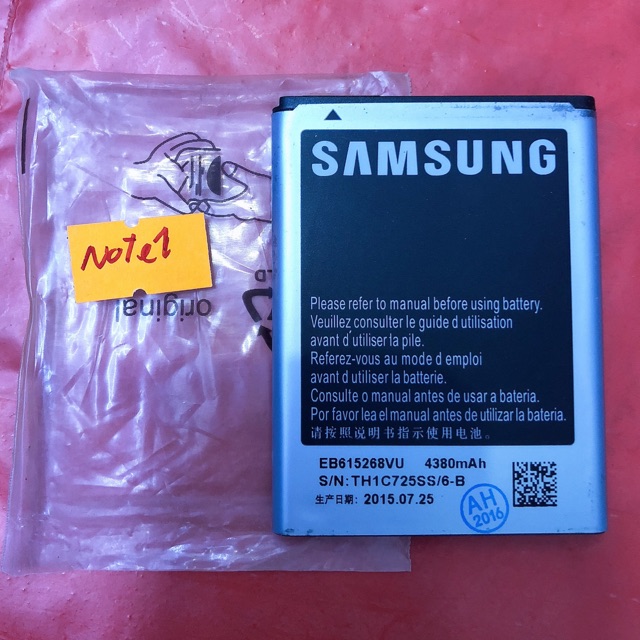 Note1
original
SAMSUNG
Please refer to manual before using battery.
Veuillez consulter le guide d utilisation
avant d'utiliser la pile.
Referez-vous au mode d emploi
avant d'utiliser la batterie.
Consulte o manual antes de usar a bateria.
Por favor lea el manual antes de utilizar la bateria.
请按照说明书指示使用电池。
EB615268VU 4380mAh
S/N:TH1C725SS/6-B
生产日期: 2015.07.25
AH
2016